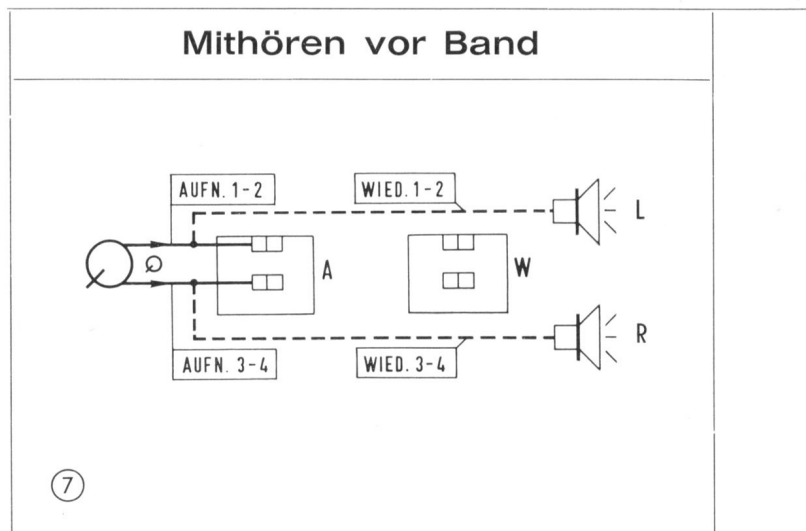 Mithören vor Band
AUFN. 1-2
WIED. 1-2
L
A
W
R
AUFN. 3-4
WIED. 3-4
7